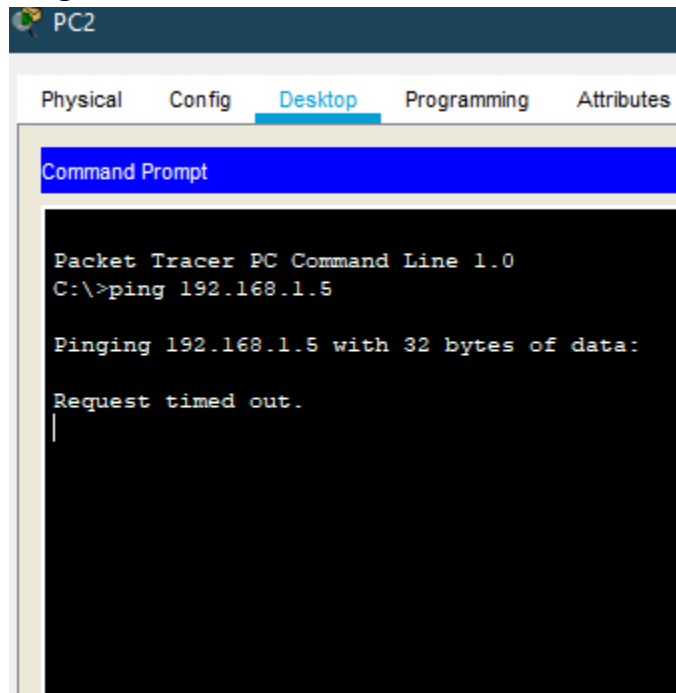 PC2
Physical Config Desktop Programming Attributes
Command Prompt
Packet Tracer PC Command Line 1.0
C:\>ping 192.168.1.5
Pinging 192.168.1.5 with 32 bytes of data:
Request timed out.